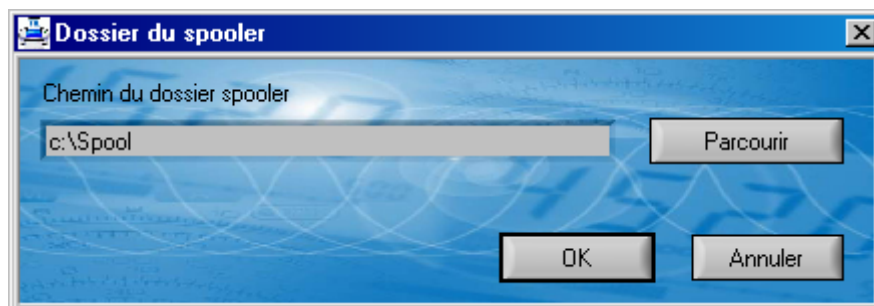 Dossier du spooler
Chemin du dossier spooler
c:\Spool
Parcourir
OK
Annuler